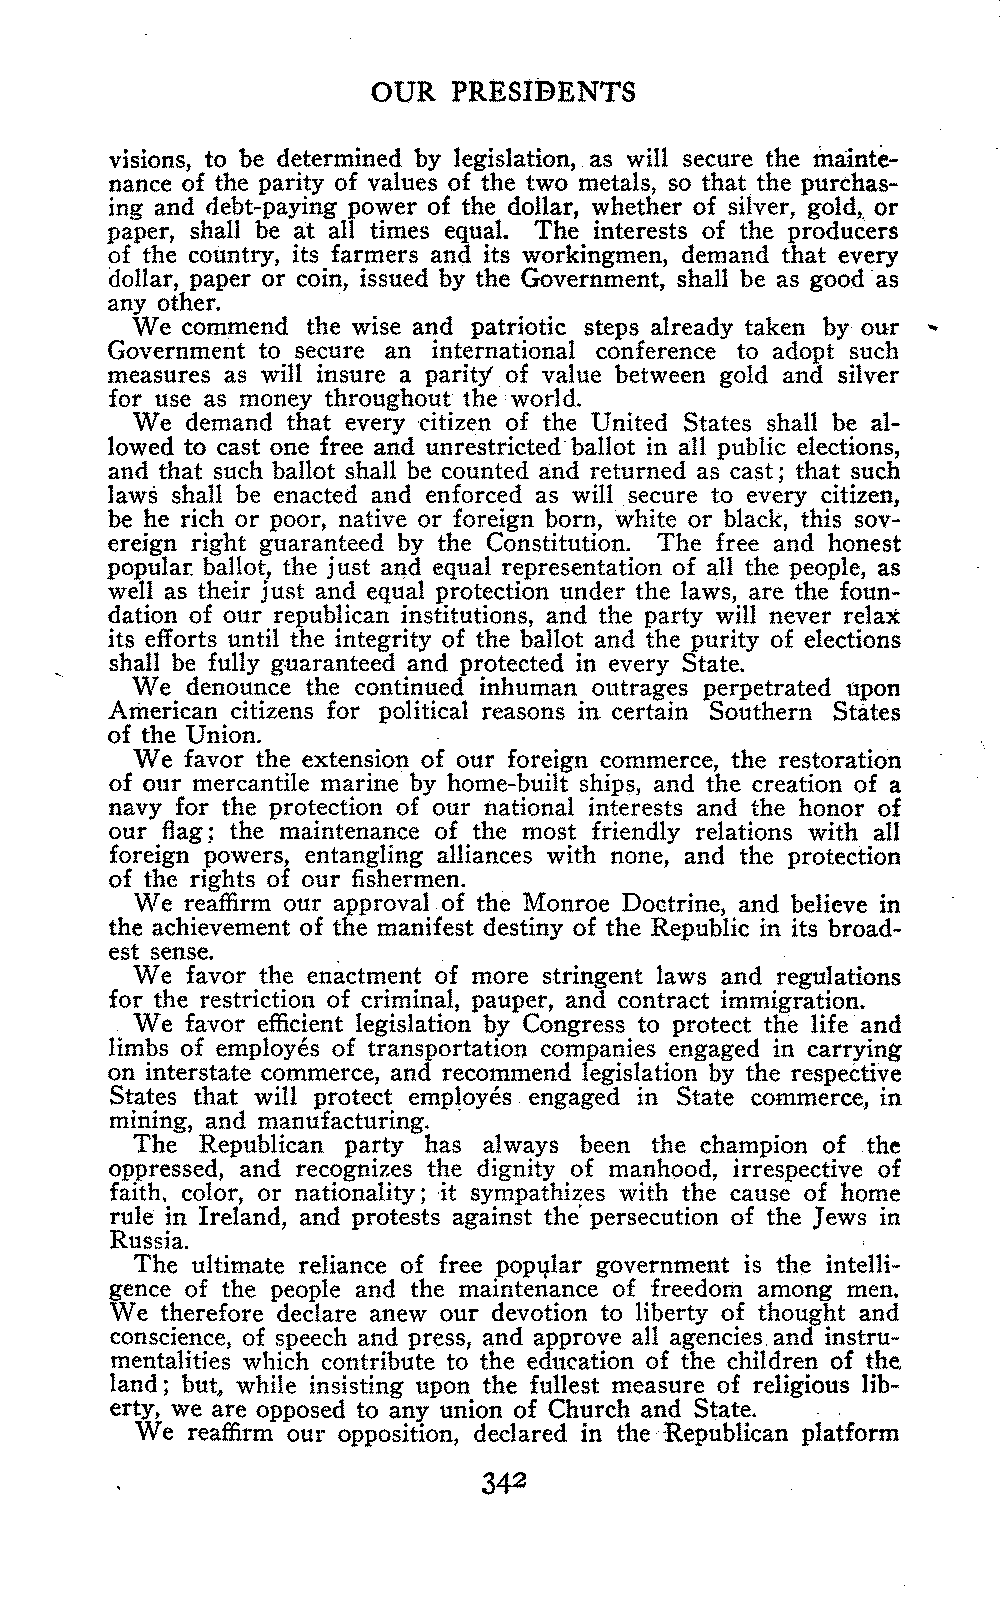 OUR PRESIDENTS
visions, to be determined by legislation, as will secure the mainte-
nance of the parity of values of the two metals, so that the purchas-
ing and debt-paying power of the dollar, whether of silver, gold, or
paper, shall be at all times equal. The interests of the producers
of the country, its farmers and its workingmen, demand that every
dollar, paper or coin, issued by the Government, shall be as good as
any other.
We commend the wise and patriotic steps already taken by our
Government to secure an international conference to adopt such
measures as will insure a parity of value between gold and silver
for use as money throughout the world.
We demand that every citizen of the United States shall be al-
lowed to cast one free and unrestricted ballot in all public elections,
and that such ballot shall be counted and returned as cast; that such
laws shall be enacted and enforced as will secure to every citizen,
be he rich or poor, native or foreign born, white or black, this sov-
ereign right guaranteed by the Constitution. The free and honest
popular ballot, the just and equal representation of all the people, as
well as their just and equal protection under the laws, are the foun-
dation of our republican institutions, and the party will never relax
its efforts until the integrity of the ballot and the purity of elections
shall be fully guaranteed and protected in every State.
We denounce the continued inhuman outrages perpetrated upon
American citizens for political reasons in certain Southern States
of the Union.
We favor the extension of our foreign commerce, the restoration
of our mercantile marine by home-built ships, and the creation of a
navy for the protection of our national interests and the honor of
our flag; the maintenance of the most friendly relations with all
foreign powers, entangling alliances with none, and the protection
of the rights of our fishermen.
We reaffirm our approval of the Monroe Doctrine, and believe in
the achievement of the manifest destiny of the Republic in its broad-
est sense.
We favor the enactment of more stringent laws and regulations
for the restriction of criminal, pauper, and contract immigration.
We favor efficient legislation by Congress to protect the life and
limbs of employés of transportation companies engaged in carrying
on interstate commerce, and recommend legislation by the respective
States that will protect employés engaged in State commerce, in
mining, and manufacturing.
The Republican party has always been the champion of the
oppressed, and recognizes the dignity of manhood, irrespective of
faith, color, or nationality; it sympathizes with the cause of home
rule in Ireland, and protests against the persecution of the Jews in
Russia.
The ultimate reliance of free popular government is the intelli-
gence of the people and the maintenance of freedom among men.
We therefore declare anew our devotion to liberty of thought and
conscience, of speech and press, and approve all agencies and instru-
mentalities which contribute to the education of the children of the
land; but, while insisting upon the fullest measure of religious lib-
erty, we are opposed to any union of Church and State.
We reaffirm our opposition, declared in the Republican platform
342